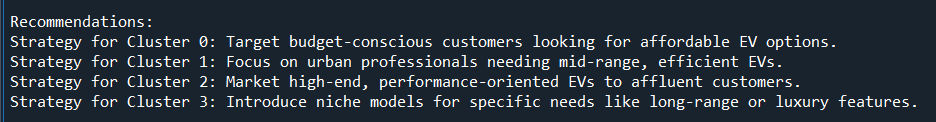 Recommendations:
Strategy for Cluster 0: Target budget-conscious customers looking for affordable EV options.
Strategy for Cluster 1: Focus on urban professionals needing mid-range, efficient EVs.
Strategy for Cluster 2: Market high-end, performance-oriented EVs to affluent customers.
Strategy for Cluster 3: Introduce niche models for specific needs like long-range or luxury features.